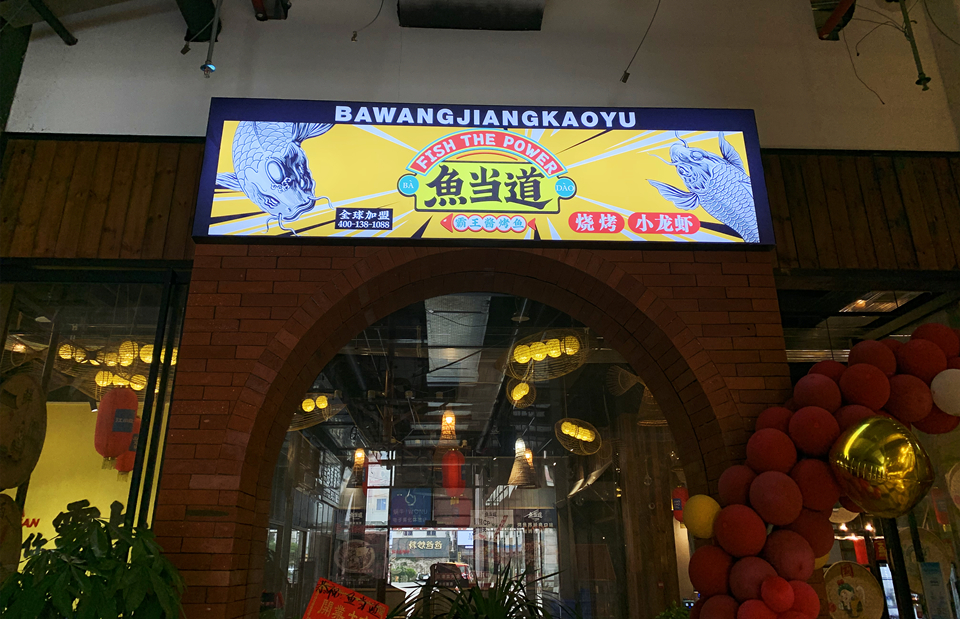 BAWANGJIANGKAOYU
FISH THE POWER
BÀ
魚当道
DÀO
全球加盟
400-138-1088
霸王酱烤鱼
烧烤 小龙虾